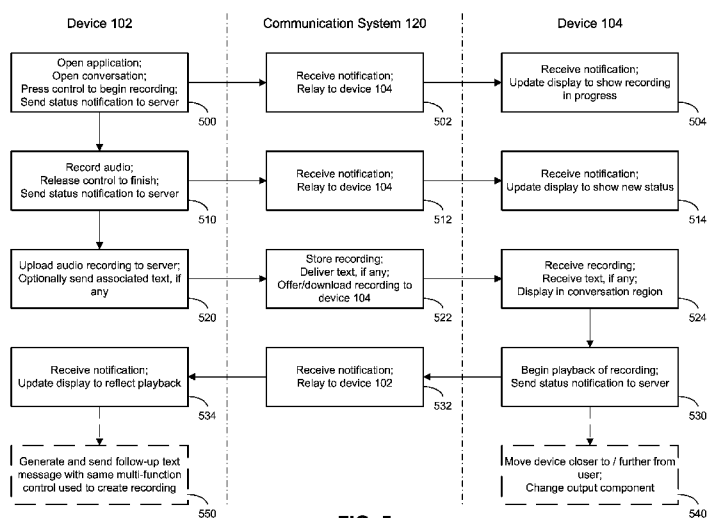 Device 102
Communication System 120
Device 104
Open application;
Open conversation;
Press control to begin recording;
Send status notification to server
500
Receive notification;
Relay to device 104
502
Receive notification;
Update display to show recording
in progress
504
Record audio;
Release control to finish;
Send status notification to server
510
Receive notification;
Relay to device 104
512
Receive notification;
Update display to show new status
514
Upload audio recording to server;
Optionally send associated text, if
any
520
Store recording;
Deliver text, if any;
Offer/download recording to
device 104
522
Receive recording;
Receive text, if any;
Display in conversation region
524
Receive notification;
Update display to reflect playback
534
Receive notification;
Relay to device 102
532
Begin playback of recording;
Send status notification to server
530
Generate and send follow-up text
message with same multi-function
control used to create recording
550
Move device closer to / further from
user;
Change output component
540